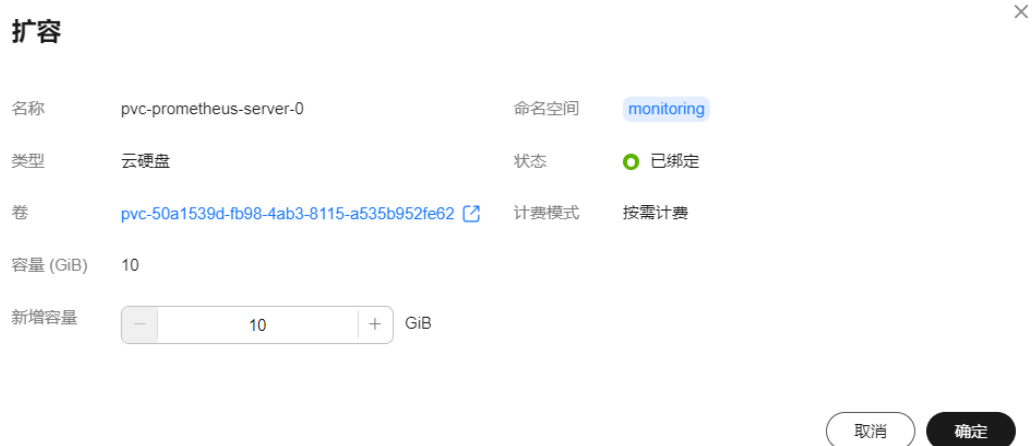 扩容
名称 pvc-prometheus-server-0 命名空间 monitoring
类型 云硬盘 状态 已绑定
卷 pvc-50a1539d-fb98-4ab3-8115-a535b952fe62 计费模式 按需计费
容量 (GiB) 10
新增容量 10 GiB
取消 确定